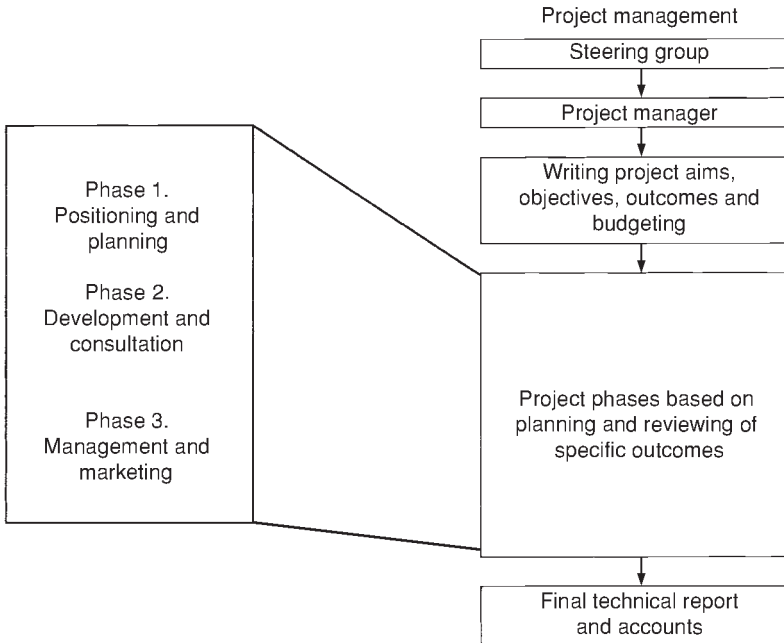 Project management
Steering group
Project manager
Writing project aims,
objectives, outcomes and
budgeting
Phase 1.
Positioning and
planning
Phase 2.
Development and
consultation
Phase 3.
Management and
marketing
Project phases based on
planning and reviewing of
specific outcomes
Final technical report
and accounts